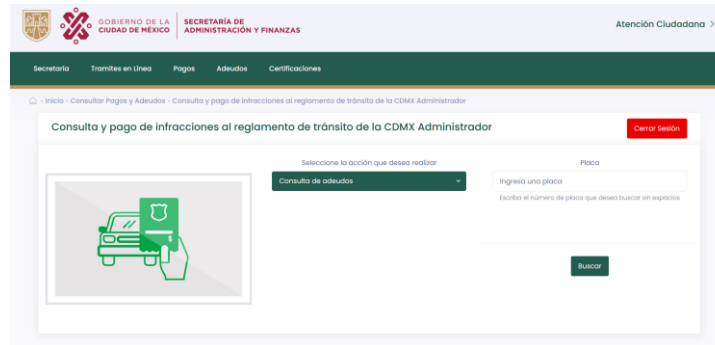 GOBIERNO DE LA
CIUDAD DE MÉXICO
SECRETARÍA DE
ADMINISTRACIÓN Y FINANZAS
Atención Ciudadana >
Secretaría Tramites en Linea Pagos Adeudos Certificaciones
- Inicio - Consultar Pagos y Adeudos - Consulta y pago de infracciones al reglamento de tránsito de la CDMX Administrador
Consulta y pago de infracciones al reglamento de tránsito de la CDMX Administrador
Cerrar Sesión
Seleccione la acción que desea realizar
Consulta de adeudos
Placa
Ingresa una placa
Escriba el número de placa que desea buscar sin espacios
$
Buscar